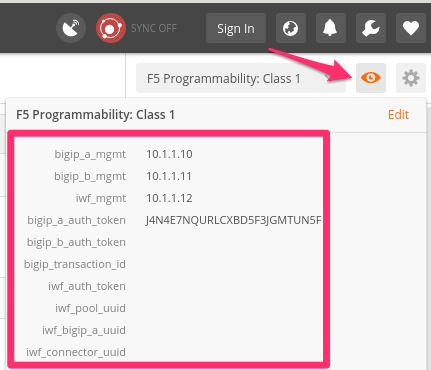 SYNC OFF Sign In
F5 Programmability: Class 1
F5 Programmability: Class 1 Edit
bigip_a_mgmt 10.1.1.10
bigip_b_mgmt 10.1.1.11
iwf_mgmt 10.1.1.12
bigip_a_auth_token J4N4E7NQURLCXBD5F3JGMTUN5F
bigip_b_auth_token
bigip_transaction_id
iwf_auth_token
iwf_pool_uuid
iwf_bigip_a_uuid
iwf_connector_uuid